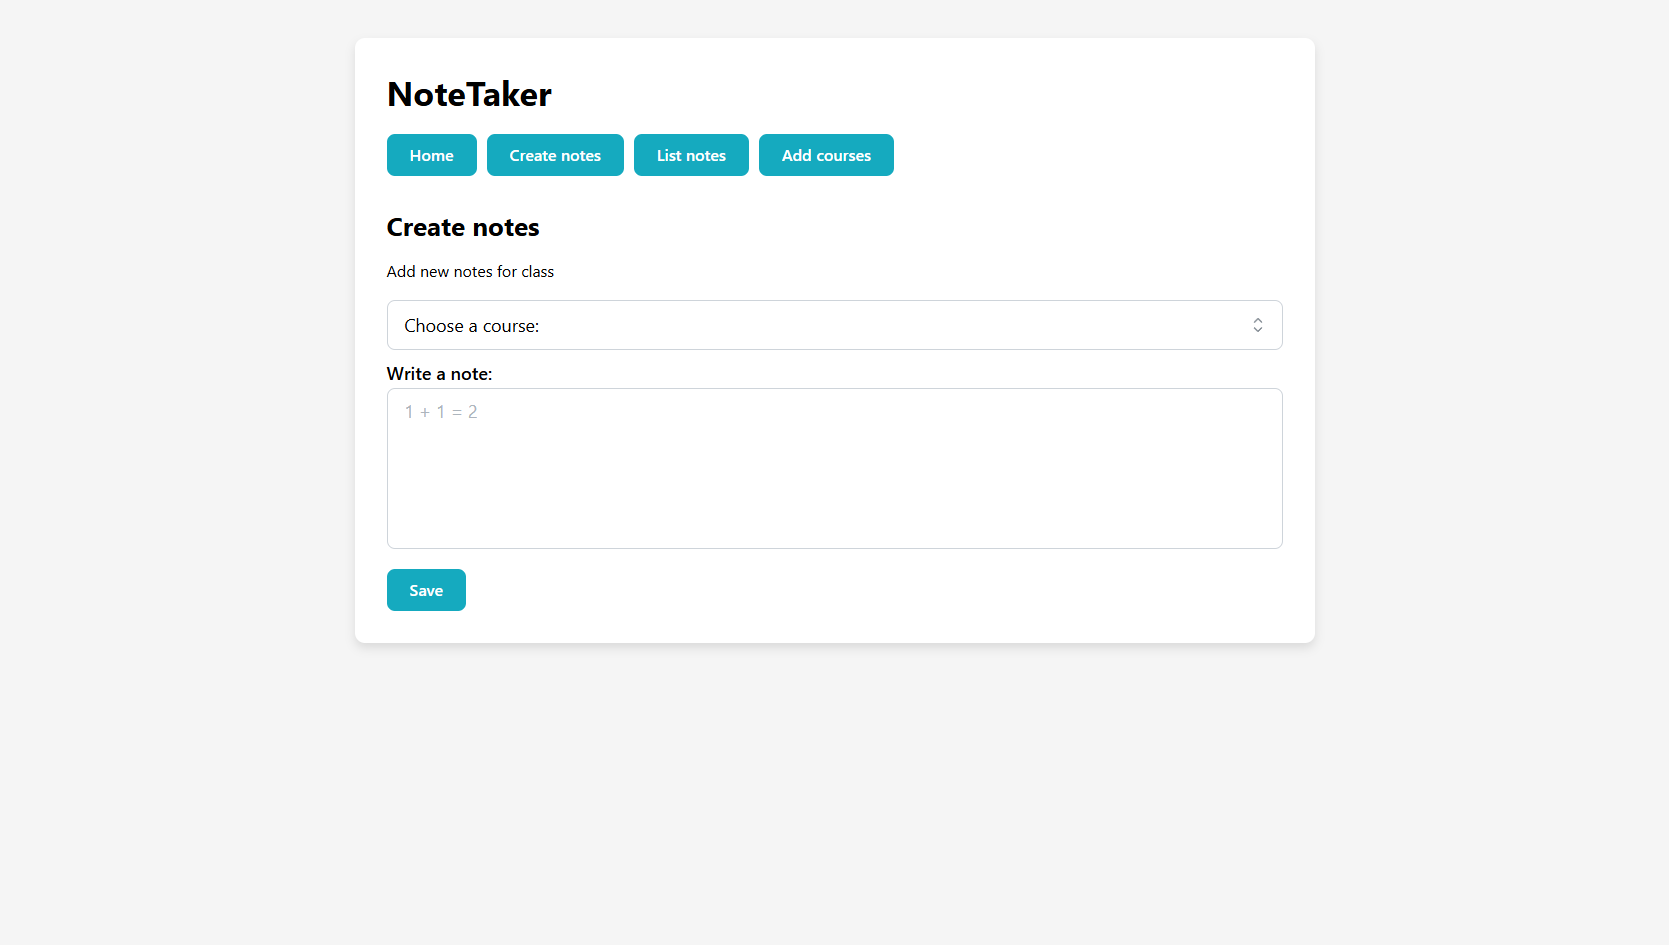 NoteTaker
Home Create notes List notes Add courses
Create notes
Add new notes for class
Choose a course:
Write a note:
1 + 1 = 2
Save